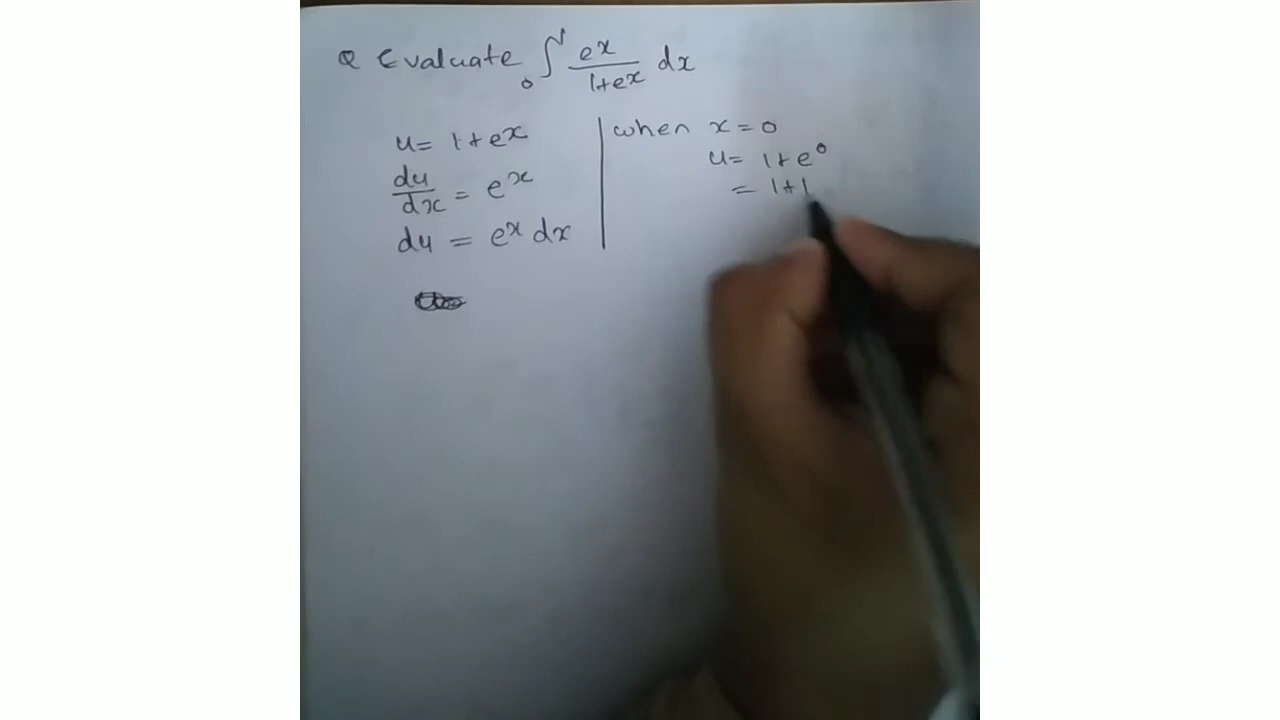 Q Evaluate ∫₀¹ eˣ/(1+eˣ) dx
u = 1+eˣ
du/dx = eˣ
du = eˣ dx
when x = 0
u = 1+e⁰
= 1+1